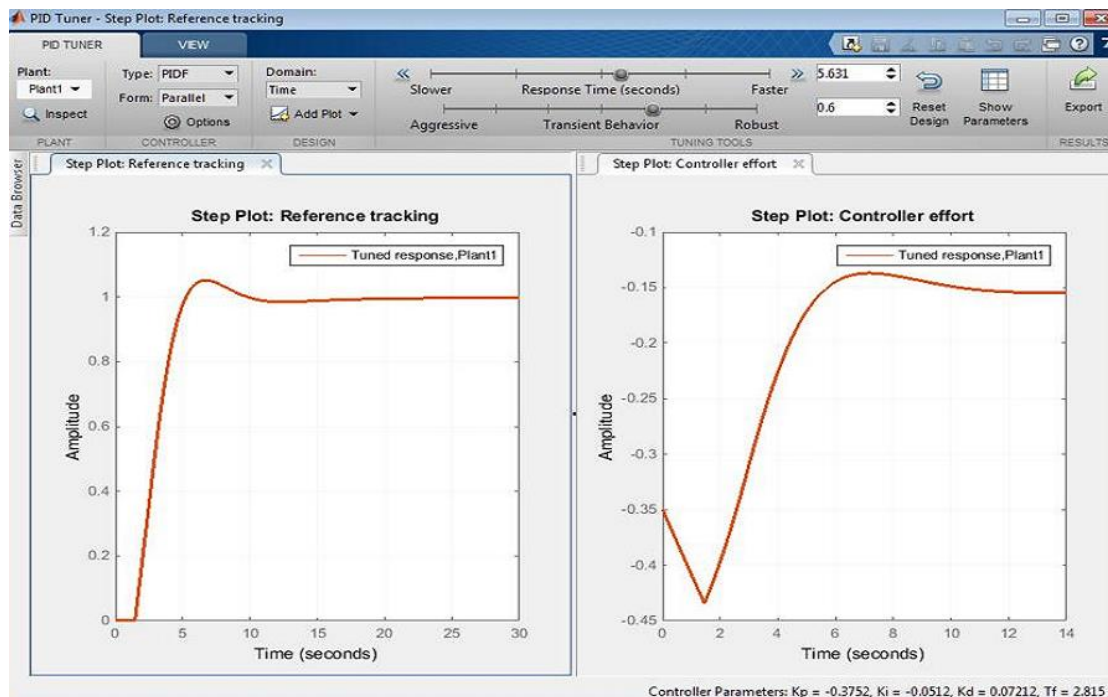 PID Tuner - Step Plot: Reference tracking
PID TUNER
VIEW
Plant:
Plant1
Inspect
PLANT
Type: PIDF
Form: Parallel
Options
CONTROLLER
Domain:
Time
Add Plot
DESIGN
Slower
Response Time (seconds)
Faster
5.631
Aggressive
Transient Behavior
Robust
0.6
TUNING TOOLS
Reset Design
Show Parameters
Export
RESULTS
Data Browser
Step Plot: Reference tracking
Step Plot: Reference tracking
Tuned response,Plant1
Amplitude
1.2
1
0.8
0.6
0.4
0.2
0
0 5 10 15 20 25 30
Time (seconds)
Step Plot: Controller effort
Step Plot: Controller effort
Tuned response,Plant1
Amplitude
-0.1
-0.15
-0.2
-0.25
-0.3
-0.35
-0.4
-0.45
0 2 4 6 8 10 12 14
Time (seconds)
Controller Parameters: Kp = -0.3752, Ki = -0.0512, Kd = 0.07212, Tf = 2.815